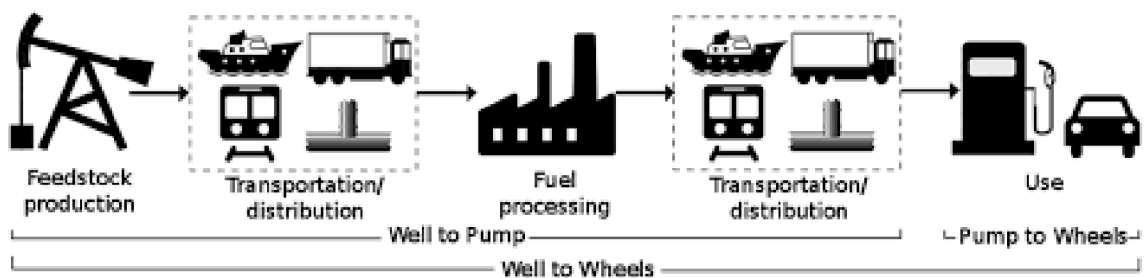 Feedstock
production
Transportation/
distribution
Fuel
processing
Transportation/
distribution
Use
Well to Pump
Pump to Wheels
Well to Wheels